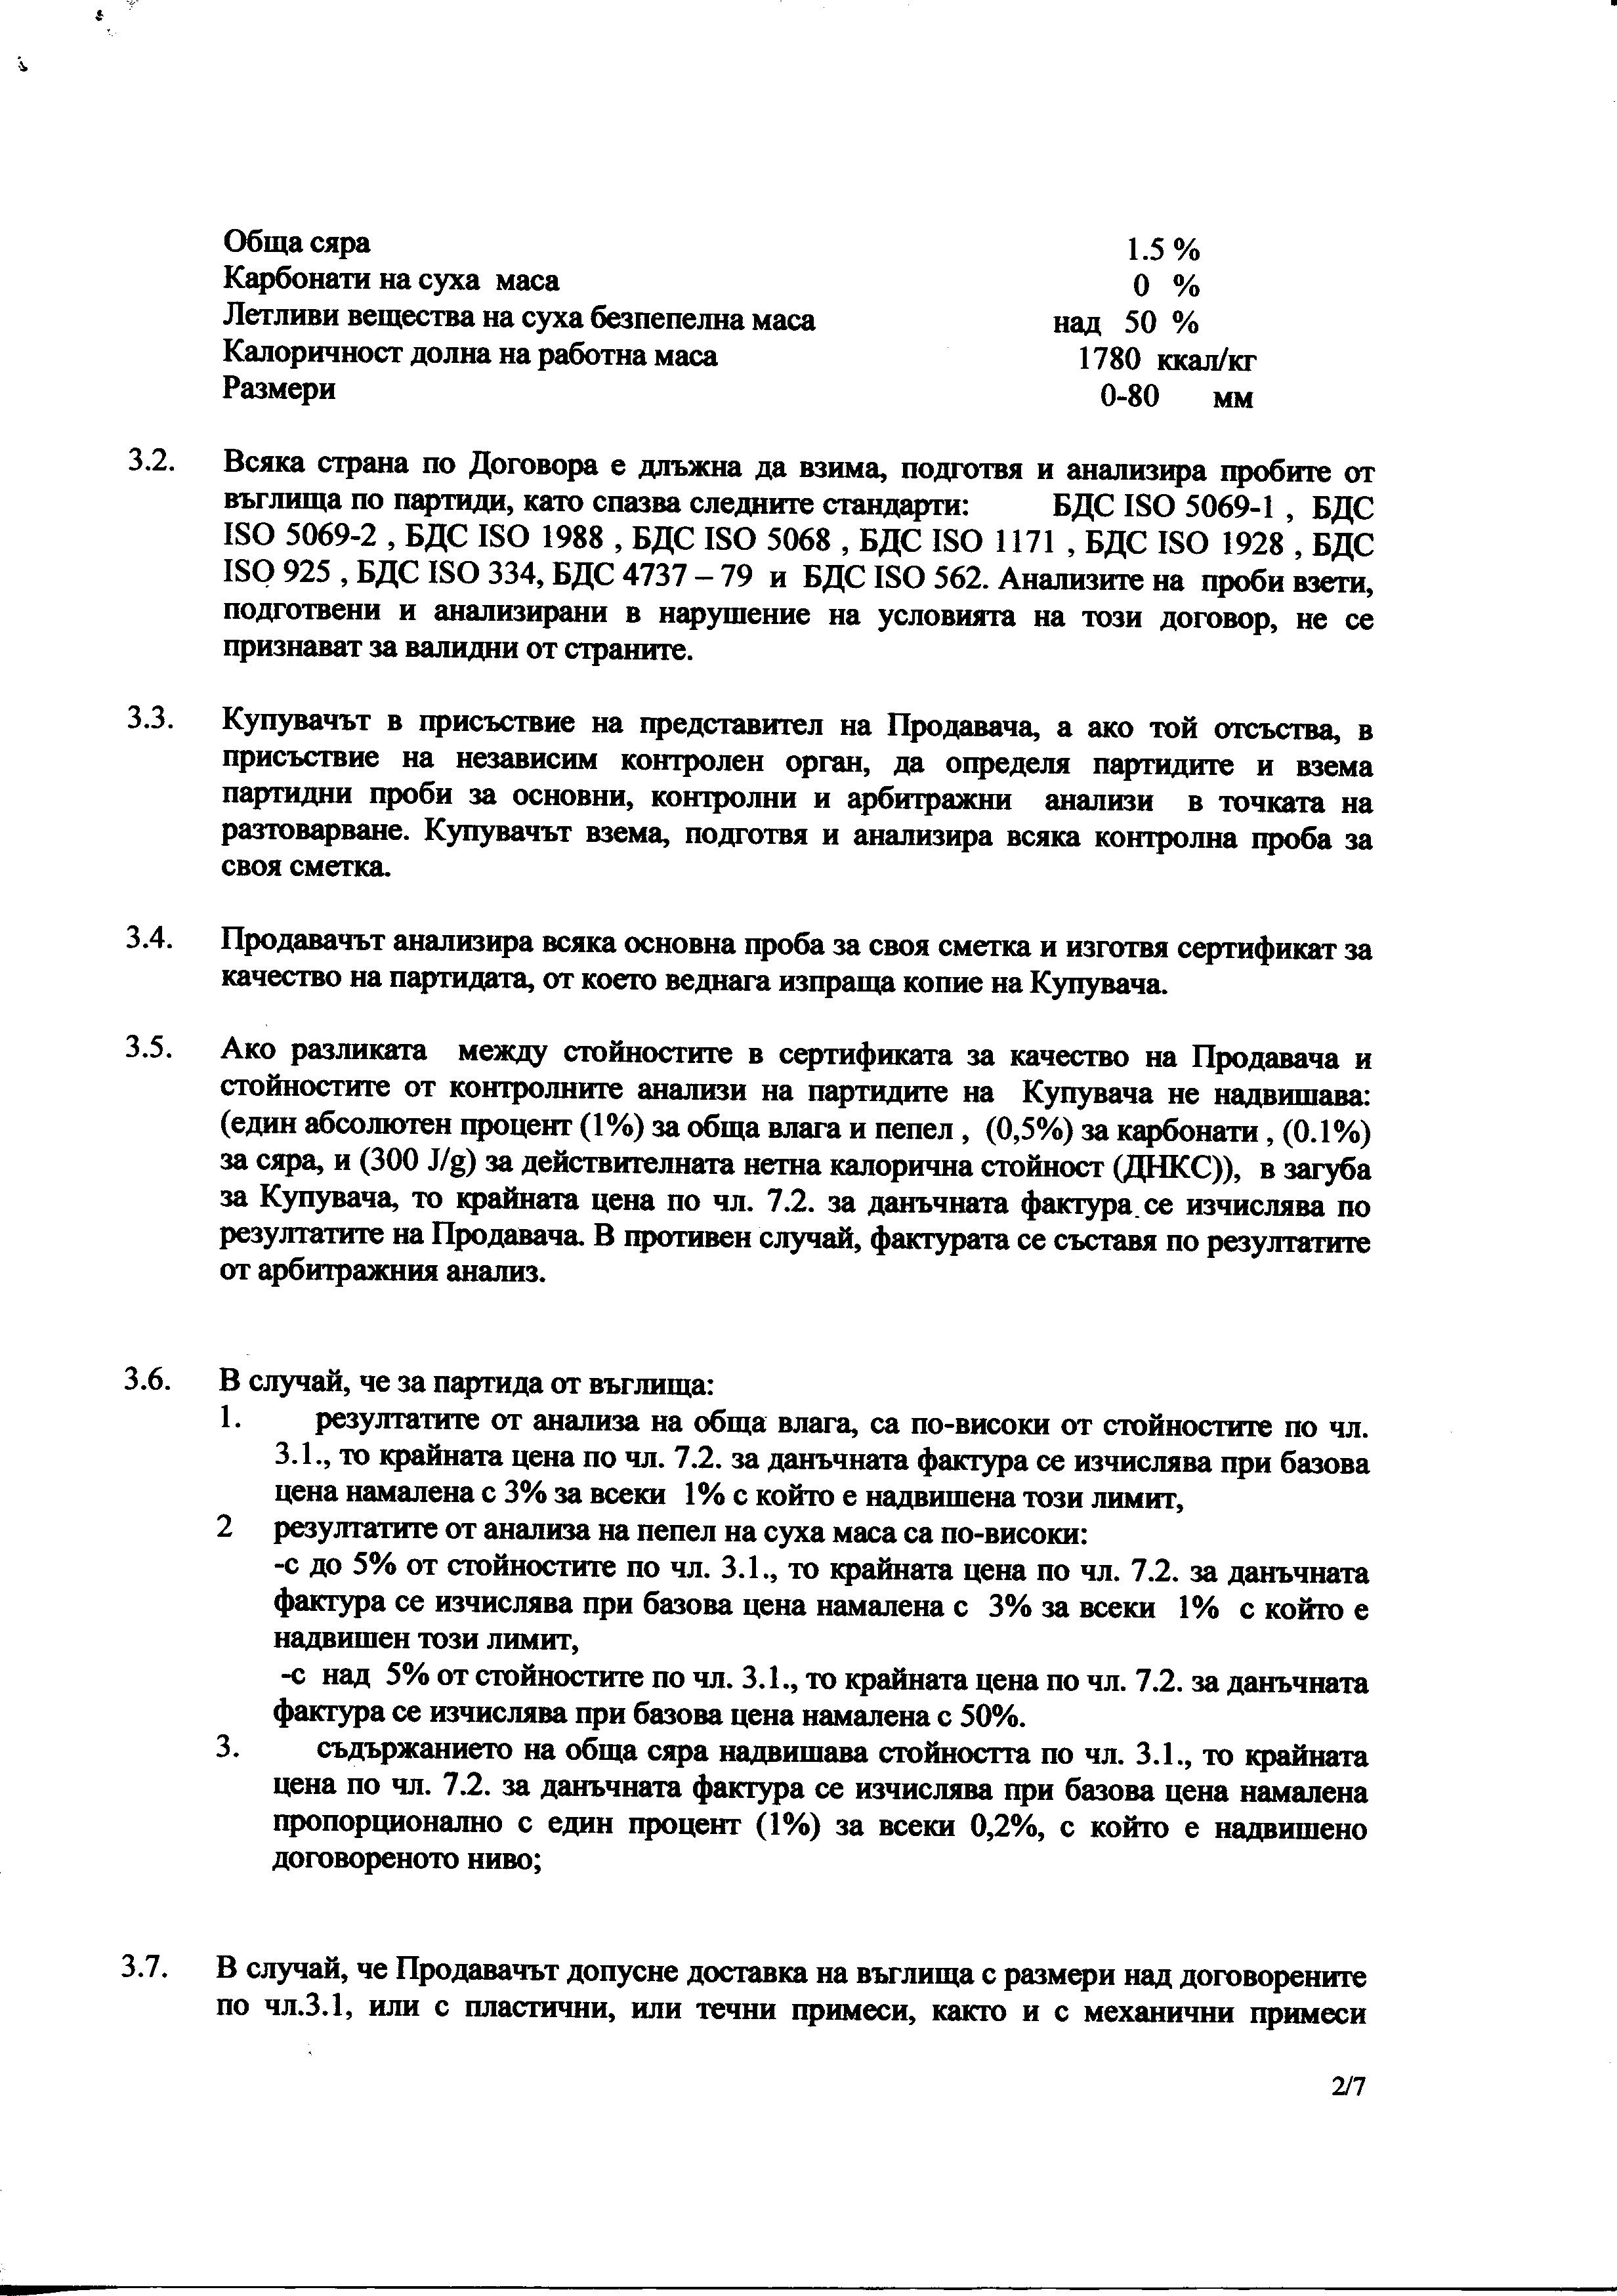 Обща сяра 1.5 %
Карбонати на суха маса 0 %
Летливи вещества на суха безпепелна маса над 50 %
Калоричност долна на работна маса 1780 ккал/кг
Размери 0-80 мм
3.2. Всяка страна по Договора е длъжна да взима, подготвя и анализира пробите от
въглища по партиди, като спазва следните стандарти: БДС ISO 5069-1 , БДС
ISO 5069-2 , БДС ISO 1988 , БДС ISO 5068 , БДС ISO 1171 , БДС ISO 1928 , БДС
ISO 925 , БДС ISO 334, БДС 4737 – 79 и БДС ISO 562. Анализите на проби взети,
подготвени и анализирани в нарушение на условията на този договор, не се
признават за валидни от страните.
3.3. Купувачът в присъствие на представител на Продавача, а ако той отсъства, в
присъствие на независим контролен орган, да определя партидите и взема
партидни проби за основни, контролни и арбитражни анализи в точката на
разтоварване. Купувачът взема, подготвя и анализира всяка контролна проба за
своя сметка.
3.4. Продавачът анализира всяка основна проба за своя сметка и изготвя сертификат за
качество на партидата, от което веднага изпраща копие на Купувача.
3.5. Ако разликата между стойностите в сертификата за качество на Продавача и
стойностите от контролните анализи на партидите на Купувача не надвишава:
(един абсолютен процент (1%) за обща влага и пепел , (0,5%) за карбонати , (0.1%)
за сяра, и (300 J/g) за действителната нетна калорична стойност (ДНКС)), в загуба
за Купувача, то крайната цена по чл. 7.2. за данъчната фактура се изчислява по
резултатите на Продавача. В противен случай, фактурата се съставя по резултатите
от арбитражния анализ.
3.6. В случай, че за партида от въглища:
1. резултатите от анализа на обща влага, са по-високи от стойностите по чл.
3.1., то крайната цена по чл. 7.2. за данъчната фактура се изчислява при базова
цена намалена с 3% за всеки 1% с който е надвишена този лимит,
2 резултатите от анализа на пепел на суха маса са по-високи:
-с до 5% от стойностите по чл. 3.1., то крайната цена по чл. 7.2. за данъчната
фактура се изчислява при базова цена намалена с 3% за всеки 1% с който е
надвишен този лимит,
-с над 5% от стойностите по чл. 3.1., то крайната цена по чл. 7.2. за данъчната
фактура се изчислява при базова цена намалена с 50%.
3. съдържанието на обща сяра надвишава стойността по чл. 3.1., то крайната
цена по чл. 7.2. за данъчната фактура се изчислява при базова цена намалена
пропорционално с един процент (1%) за всеки 0,2%, с който е надвишено
договореното ниво;
3.7. В случай, че Продавачът допусне доставка на въглища с размери над договорените
по чл.3.1, или с пластични, или течни примеси, както и с механични примеси
2/7